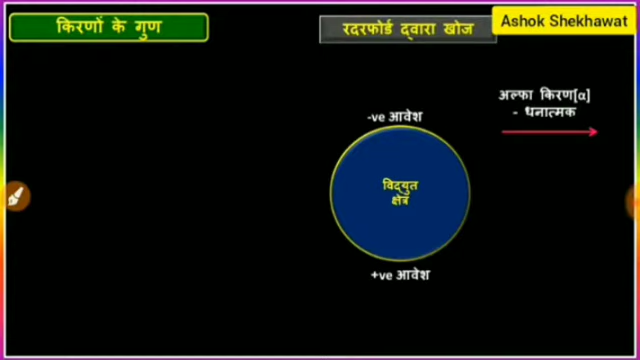 किरणों के गुण
रदरफोर्ड द्वारा खोज
Ashok Shekhawat
अल्फा किरण[α]
- धनात्मक
-ve आवेश
विद्युत
क्षेत्र
+ve आवेश